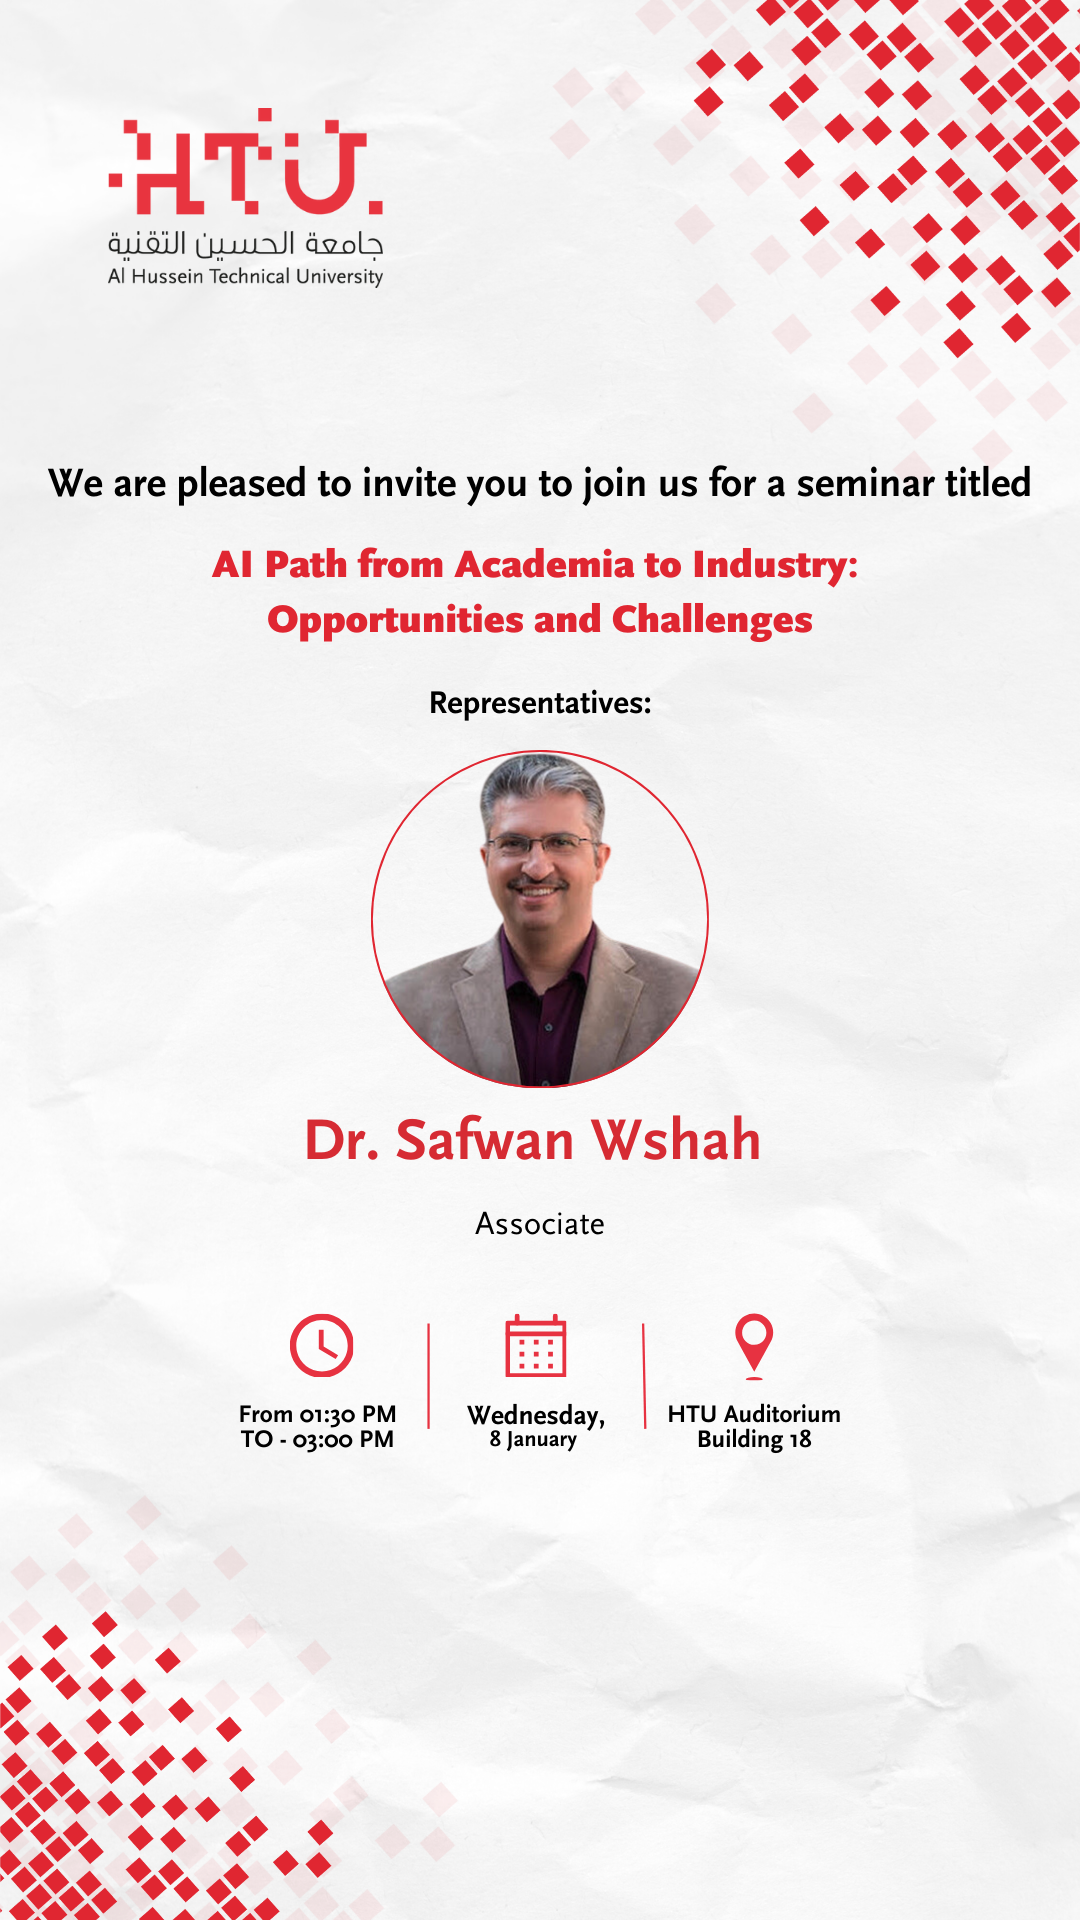 HTU
جامعة الحسين التقنية
Al Hussein Technical University
We are pleased to invite you to join us for a seminar titled
AI Path from Academia to Industry:
Opportunities and Challenges
Representatives:
Dr. Safwan Wshah
Associate
From 01:30 PM
TO - 03:00 PM
Wednesday,
8 January
HTU Auditorium
Building 18